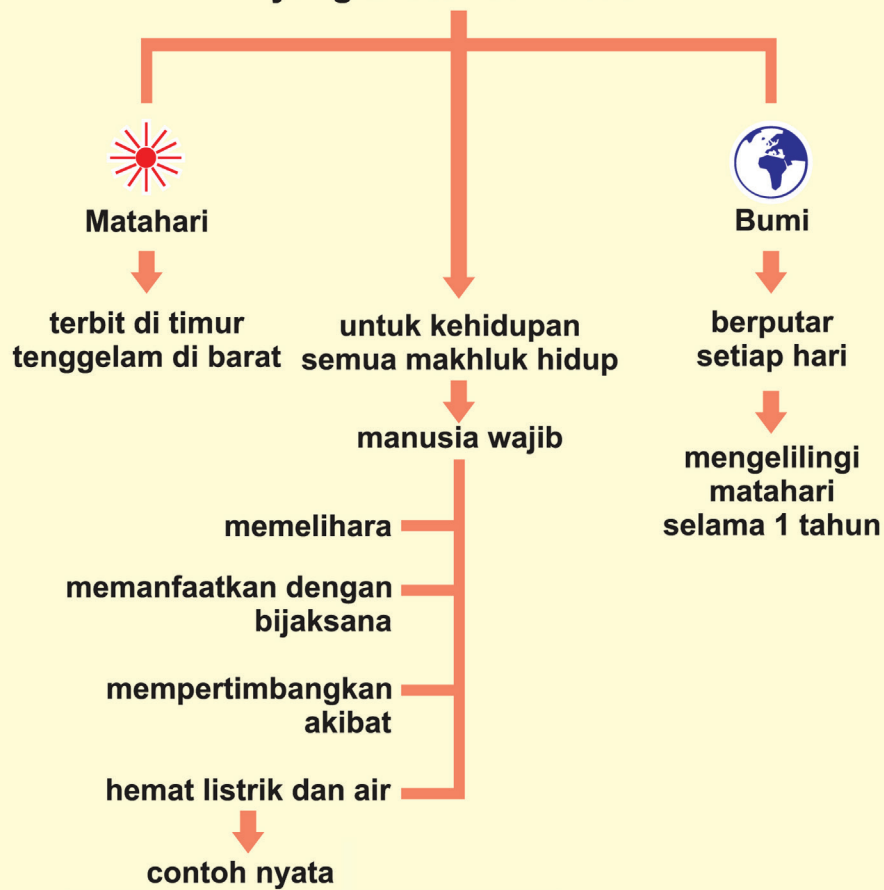 Matahari
terbit di timur
tenggelam di barat
untuk kehidupan
semua makhluk hidup
manusia wajib
memelihara
memanfaatkan dengan
bijaksana
mempertimbangkan
akibat
hemat listrik dan air
contoh nyata
Bumi
berputar
setiap hari
mengelilingi
matahari
selama 1 tahun